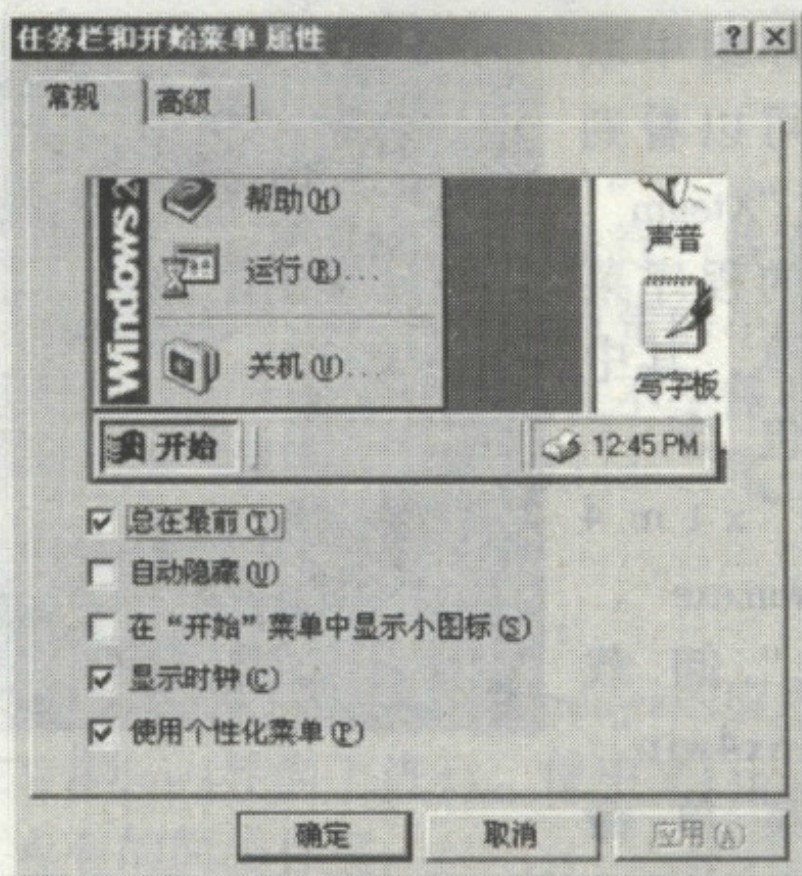 任务栏和开始菜单 属性
常规 高级
Windows 2
帮助(H)
运行(R)...
关机(U)...
声音
写字板
开始
12:45 PM
总在最前(T)
自动隐藏(U)
在“开始”菜单中显示小图标(S)
显示时钟(C)
使用个性化菜单(P)
确定 取消 应用(A)